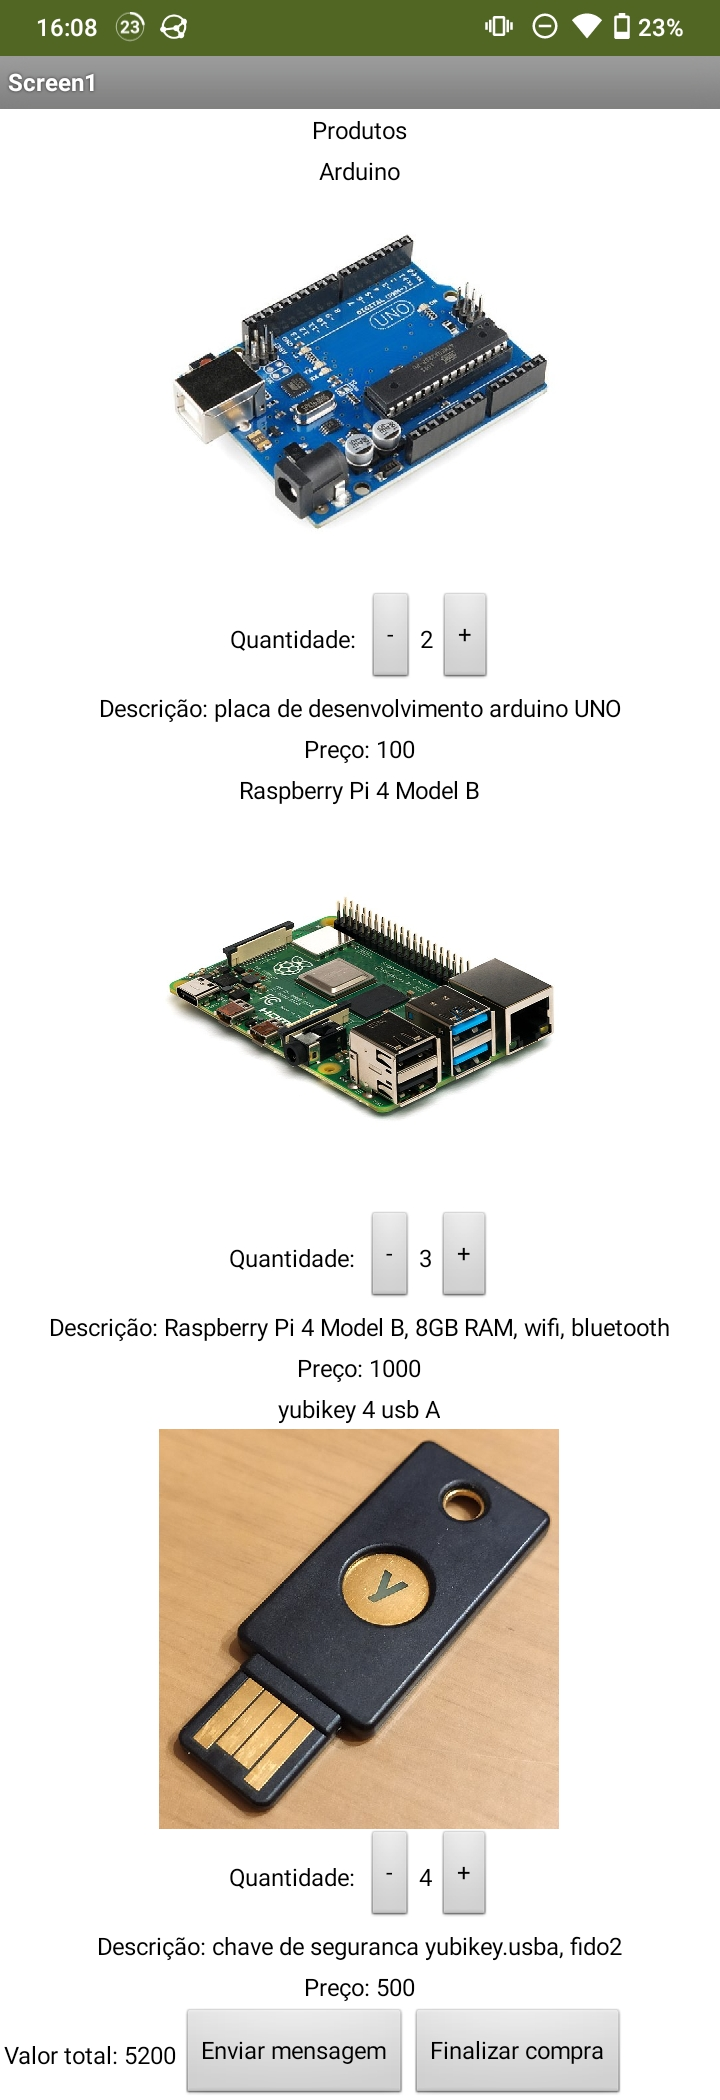 16:08 23 23%
Screen1
Produtos
Arduino
UNO
Quantidade: - 2 +
Descrição: placa de desenvolvimento arduino UNO
Preço: 100
Raspberry Pi 4 Model B
Quantidade: - 3 +
Descrição: Raspberry Pi 4 Model B, 8GB RAM, wifi, bluetooth
Preço: 1000
yubikey 4 usb A
y
Quantidade: - 4 +
Descrição: chave de seguranca yubikey.usba, fido2
Preço: 500
Valor total: 5200 Enviar mensagem Finalizar compra